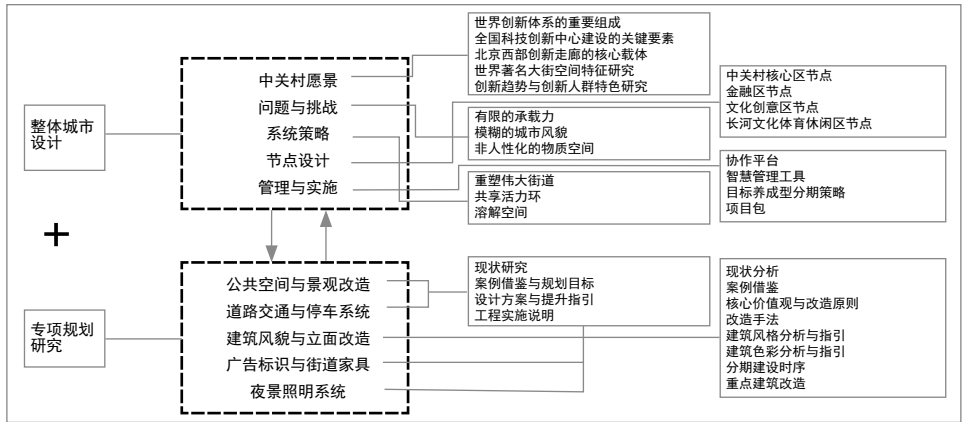 整体城市
设计
中关村愿景
问题与挑战
系统策略
节点设计
管理与实施
世界创新体系的重要组成
全国科技创新中心建设的关键要素
北京西部创新走廊的核心载体
世界著名大街空间特征研究
创新趋势与创新人群特色研究
有限的承载力
模糊的城市风貌
非人性化的物质空间
重塑伟大街道
共享活力环
溶解空间
中关村核心区节点
金融区节点
文化创意区节点
长河文化体育休闲区节点
协作平台
智慧管理工具
目标养成型分期策略
项目包
+
专项规划
研究
公共空间与景观改造
道路交通与停车系统
建筑风貌与立面改造
广告标识与街道家具
夜景照明系统
现状研究
案例借鉴与规划目标
设计方案与提升指引
工程实施说明
现状分析
案例借鉴
核心价值观与改造原则
改造手法
建筑风格分析与指引
建筑色彩分析与指引
分期建设时序
重点建筑改造